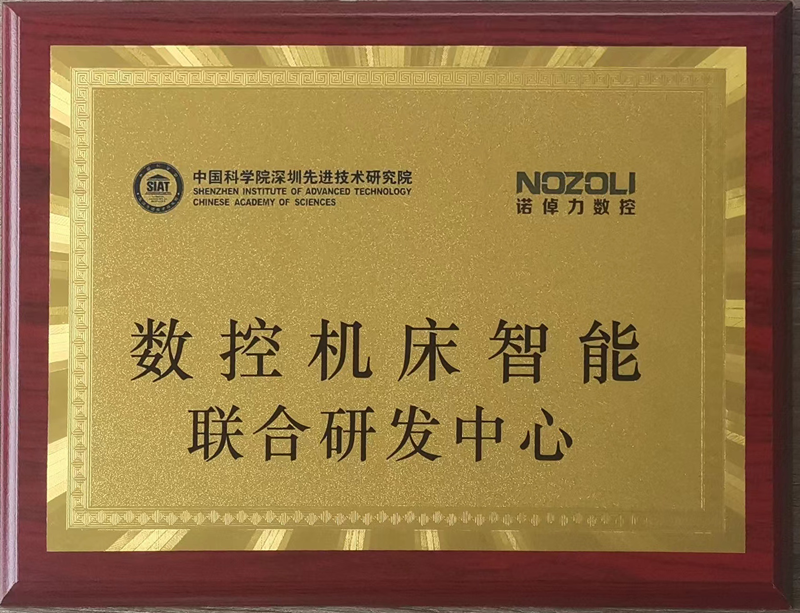 SIAT
中国科学院深圳先进技术研究院
SHENZHEN INSTITUTE OF ADVANCED TECHNOLOGY
CHINESE ACADEMY OF SCIENCES
NOZOLI
诺倬力数控
数控机床智能
联合研发中心